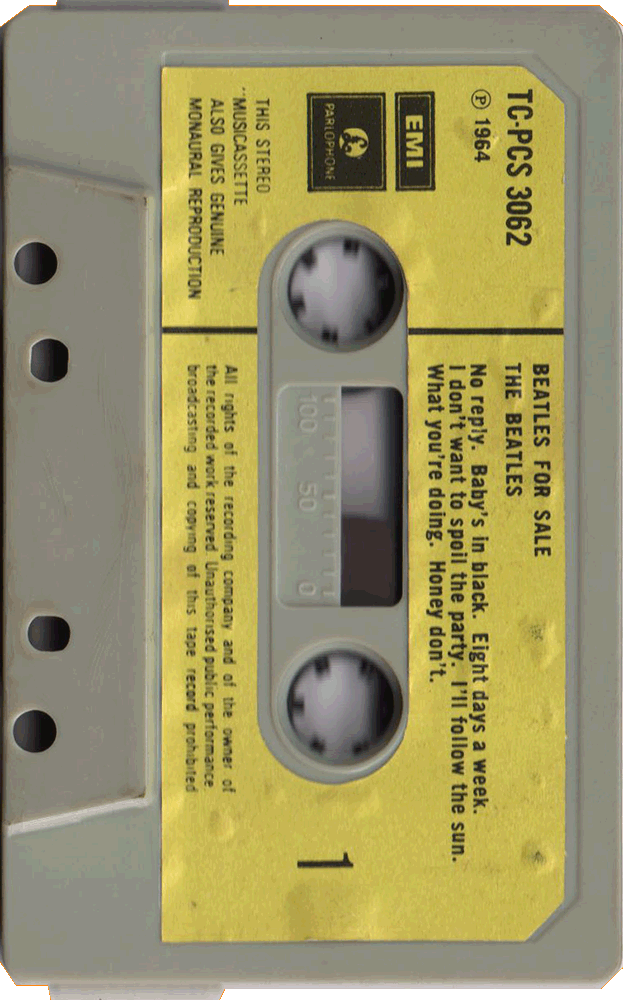 TC-PCS 3062
℗ 1964
EMI
PARLOPHONE
THIS STEREO
"MUSICASSETTE
ALSO GIVES GENUINE
MONAURAL REPRODUCTION
BEATLES FOR SALE
THE BEATLES
No reply. Baby's in black. Eight days a week.
I don't want to spoil the party. I'll follow the sun.
What you're doing. Honey don't.
100 50 0
1
All rights of the recording company and of the owner of
the recorded work reserved Unauthorised public performance.
broadcasting and copying of this tape record prohibited